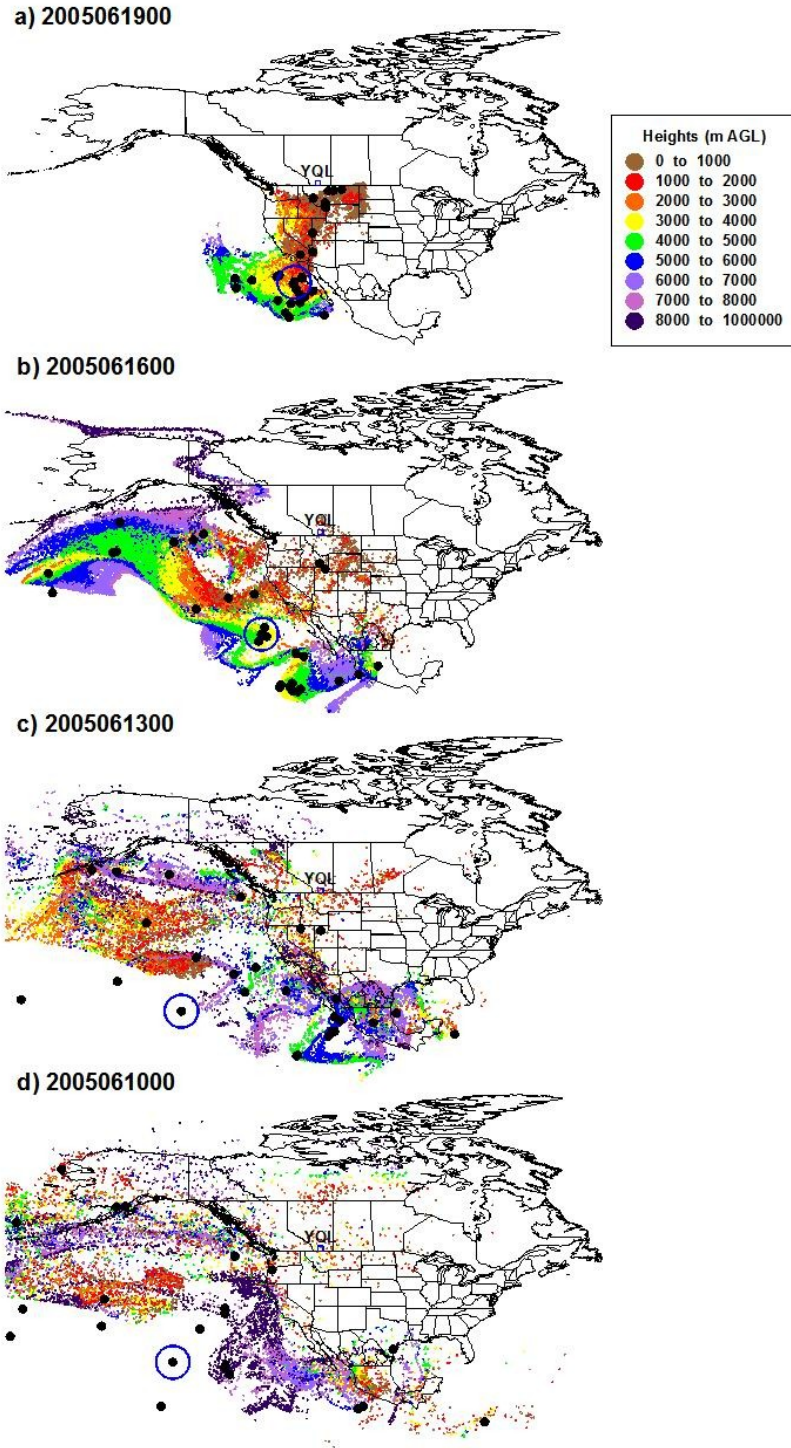 a) 2005061900
YQL
Heights (m AGL)
0 to 1000
1000 to 2000
2000 to 3000
3000 to 4000
4000 to 5000
5000 to 6000
6000 to 7000
7000 to 8000
8000 to 1000000
b) 2005061600
YQL
c) 2005061300
YQL
d) 2005061000
YQL